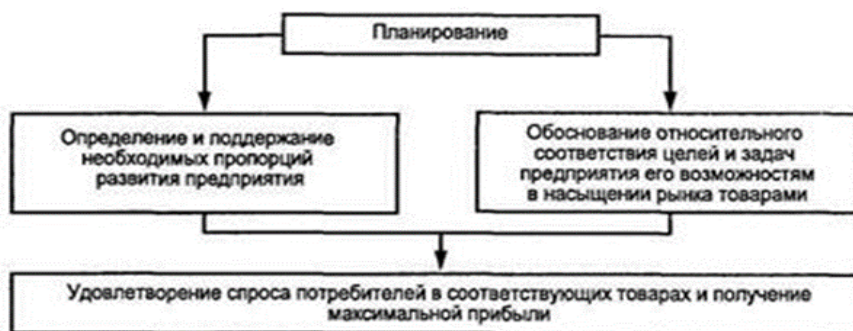 Планирование
Определение и поддержание
необходимых пропорций
развития предприятия
Обоснование относительного
соответствия целей и задач
предприятия его возможностям
в насыщении рынка товарами
Удовлетворение спроса потребителей в соответствующих товарах и получение
максимальной прибыли